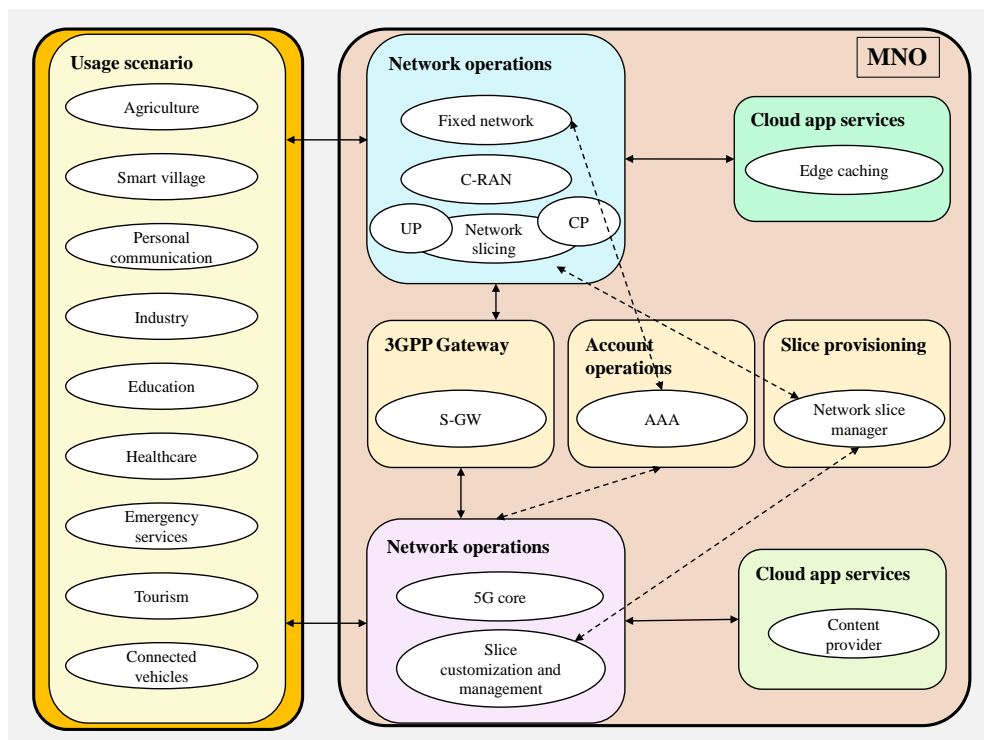 Usage scenario
Agriculture
Smart village
Personal
communication
Industry
Education
Healthcare
Emergency
services
Tourism
Connected
vehicles
MNO
Network operations
Fixed network
C-RAN
UP
Network
slicing
CP
Cloud app services
Edge caching
3GPP Gateway
S-GW
Account
operations
AAA
Slice provisioning
Network slice
manager
Network operations
5G core
Slice
customization and
management
Cloud app services
Content
provider